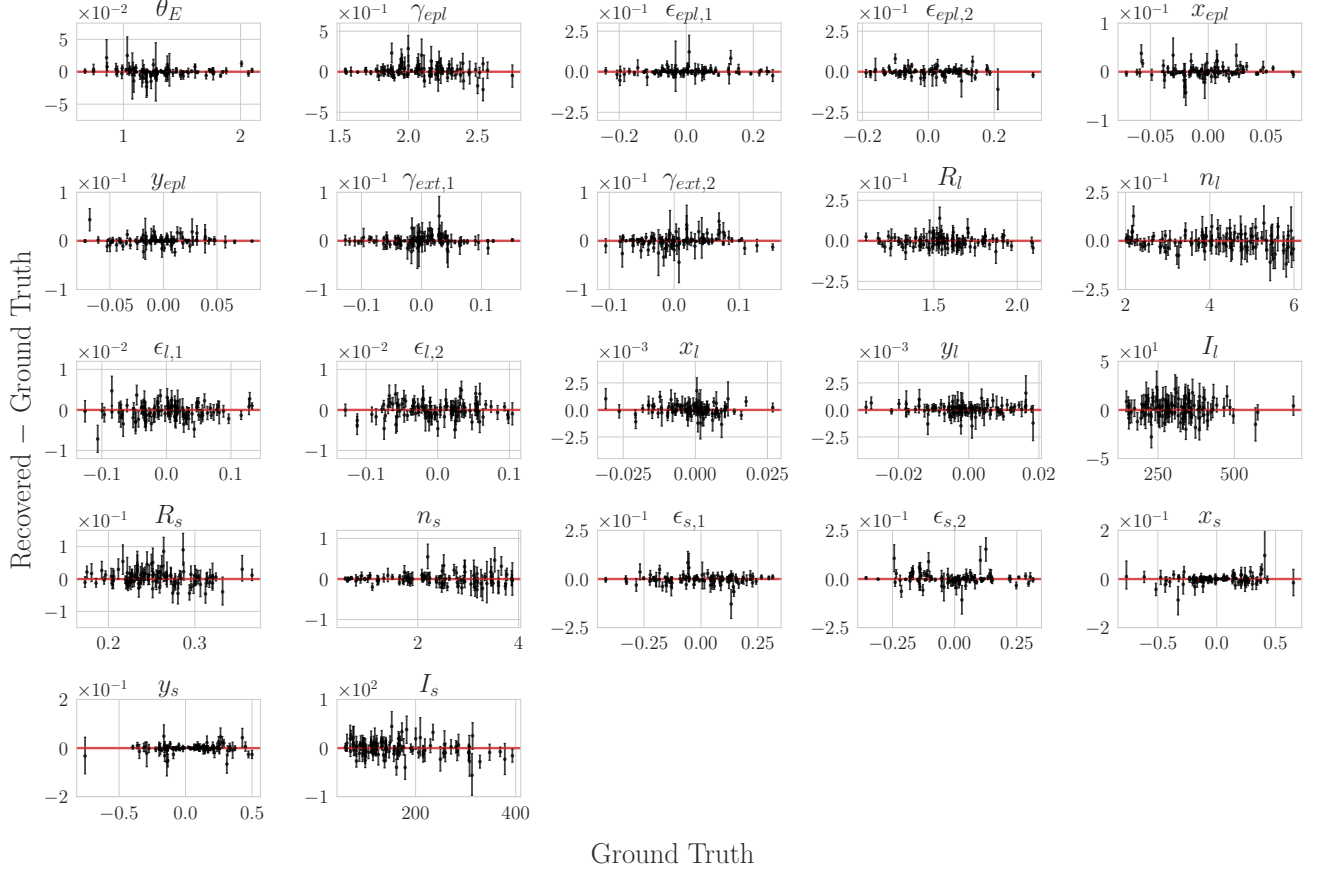 ×10⁻² θ_E
5
0
−5
1 2
×10⁻¹ γ_epl
5
0
−5
1.5 2.0 2.5
×10⁻¹ ϵ_epl,1
2.5
0.0
−2.5
−0.2 0.0 0.2
×10⁻¹ ϵ_epl,2
2.5
0.0
−2.5
−0.2 0.0 0.2
×10⁻¹ x_epl
1
0
−1
−0.05 0.00 0.05
×10⁻¹ y_epl
1
0
−1
−0.05 0.00 0.05
×10⁻¹ γ_ext,1
1
0
−1
−0.1 0.0 0.1
×10⁻¹ γ_ext,2
1
0
−1
−0.1 0.0 0.1
×10⁻¹ R_l
2.5
0.0
−2.5
1.5 2.0
×10⁻¹ n_l
2.5
0.0
−2.5
2 4 6
Recovered − Ground Truth
×10⁻² ϵ_l,1
1
0
−1
−0.1 0.0 0.1
×10⁻² ϵ_l,2
1
0
−1
−0.1 0.0 0.1
×10⁻³ x_l
2.5
0.0
−2.5
−0.025 0.000 0.025
×10⁻³ y_l
2.5
0.0
−2.5
−0.02 0.00 0.02
×10¹ I_l
5
0
−5
250 500
×10⁻¹ R_s
1
0
−1
0.2 0.3
n_s
1
0
−1
2 4
×10⁻¹ ϵ_s,1
2.5
0.0
−2.5
−0.25 0.00 0.25
×10⁻¹ ϵ_s,2
2.5
0.0
−2.5
−0.25 0.00 0.25
×10⁻¹ x_s
2
0
−2
−0.5 0.0 0.5
×10⁻¹ y_s
2
0
−2
−0.5 0.0 0.5
×10² I_s
1
0
−1
200 400
Ground Truth